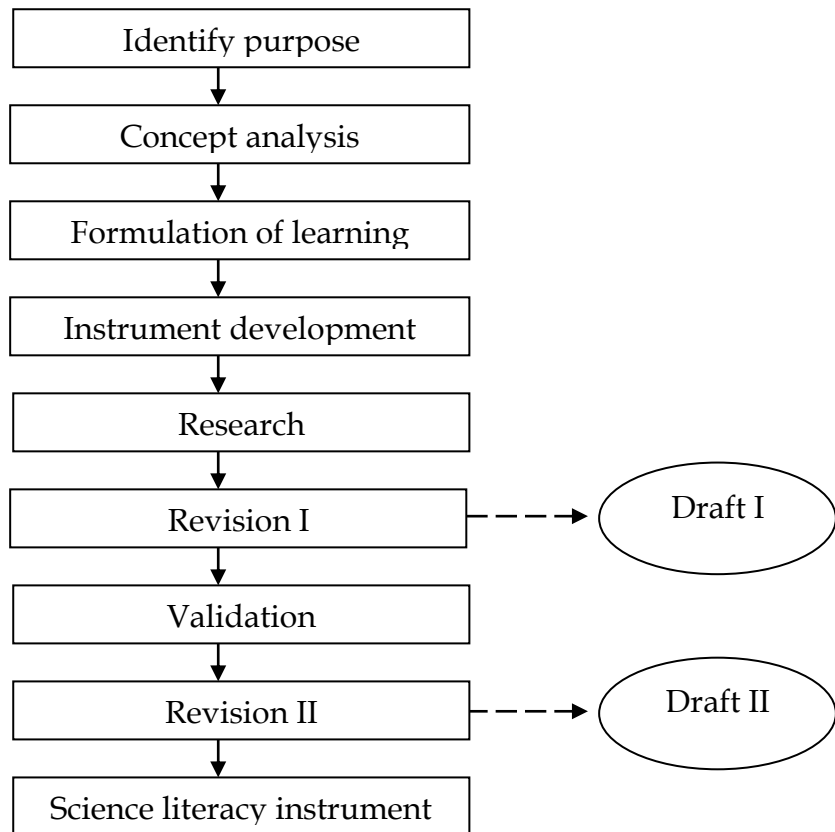 Identify purpose
Concept analysis
Formulation of learning
Instrument development
Research
Revision I
Draft I
Validation
Revision II
Draft II
Science literacy instrument